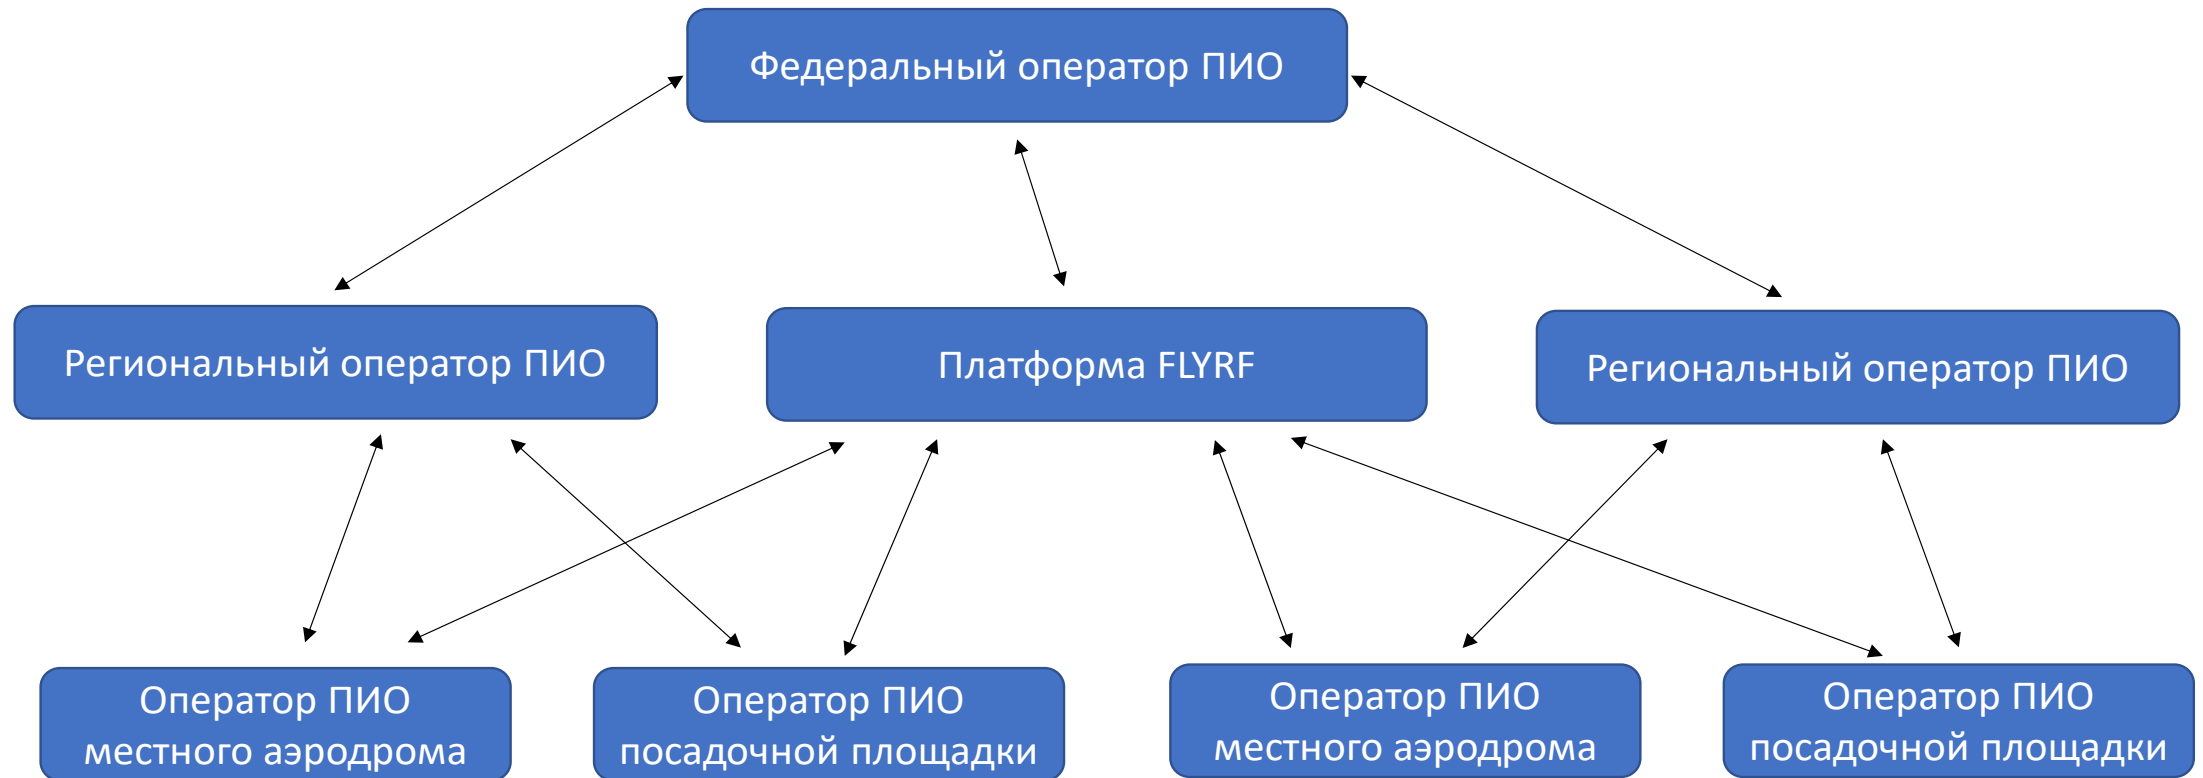 Федеральный оператор ПИО
Региональный оператор ПИО
Платформа FLYRF
Региональный оператор ПИО
Оператор ПИО
местного аэродрома
Оператор ПИО
посадочной площадки
Оператор ПИО
местного аэродрома
Оператор ПИО
посадочной площадки